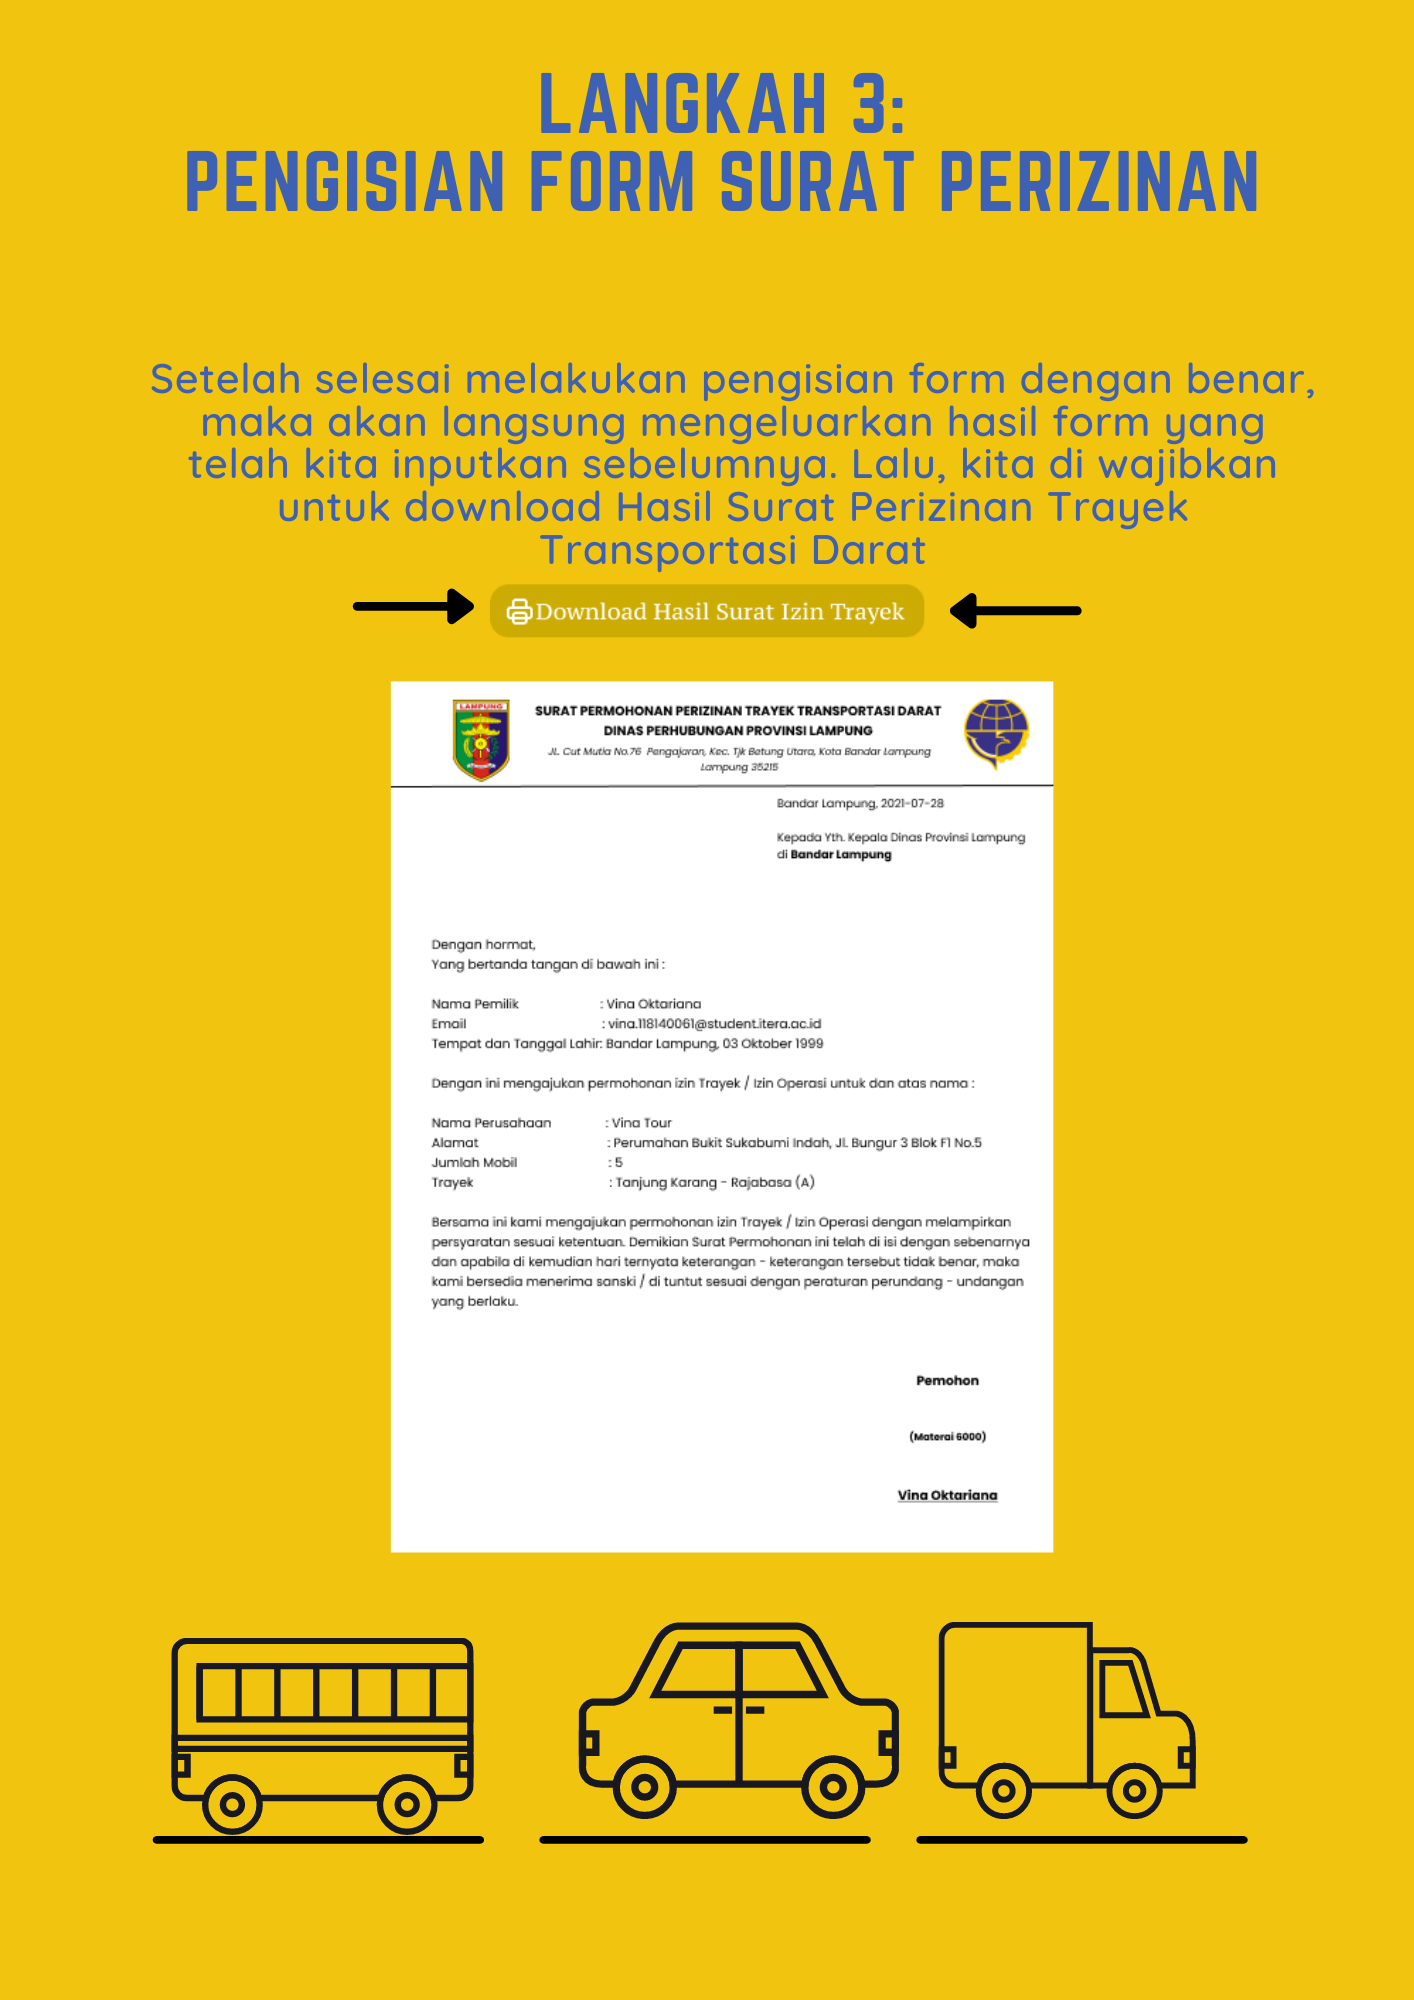 LANGKAH 3:
PENGISIAN FORM SURAT PERIZINAN
Setelah selesai melakukan pengisian form dengan benar,
maka akan langsung mengeluarkan hasil form yang
telah kita inputkan sebelumnya. Lalu, kita di wajibkan
untuk download Hasil Surat Perizinan Trayek
Transportasi Darat
Download Hasil Surat Izin Trayek
LAMPUNG
SURAT PERMOHONAN PERIZINAN TRAYEK TRANSPORTASI DARAT
DINAS PERHUBUNGAN PROVINSI LAMPUNG
JL. Cut Mutia No.76 Pengajaran, Kec. Tjk Betung Utara, Kota Bandar Lampung
Lampung 35215
Bandar Lampung, 2021-07-28
Kepada Yth. Kepala Dinas Provinsi Lampung
di Bandar Lampung
Dengan hormat,
Yang bertanda tangan di bawah ini :
Nama Pemilik : Vina Oktariana
Email : vina.118140061@student.itera.ac.id
Tempat dan Tanggal Lahir: Bandar Lampung, 03 Oktober 1999
Dengan ini mengajukan permohonan izin Trayek / Izin Operasi untuk dan atas nama :
Nama Perusahaan : Vina Tour
Alamat : Perumahan Bukit Sukabumi Indah, Jl. Bungur 3 Blok F1 No.5
Jumlah Mobil : 5
Trayek : Tanjung Karang - Rajabasa (A)
Bersama ini kami mengajukan permohonan izin Trayek / Izin Operasi dengan melampirkan
persyaratan sesuai ketentuan. Demikian Surat Permohonan ini telah di isi dengan sebenarnya
dan apabila di kemudian hari ternyata keterangan - keterangan tersebut tidak benar, maka
kami bersedia menerima sanski / di tuntut sesuai dengan peraturan perundang - undangan
yang berlaku.
Pemohon
(Materai 6000)
Vina Oktariana